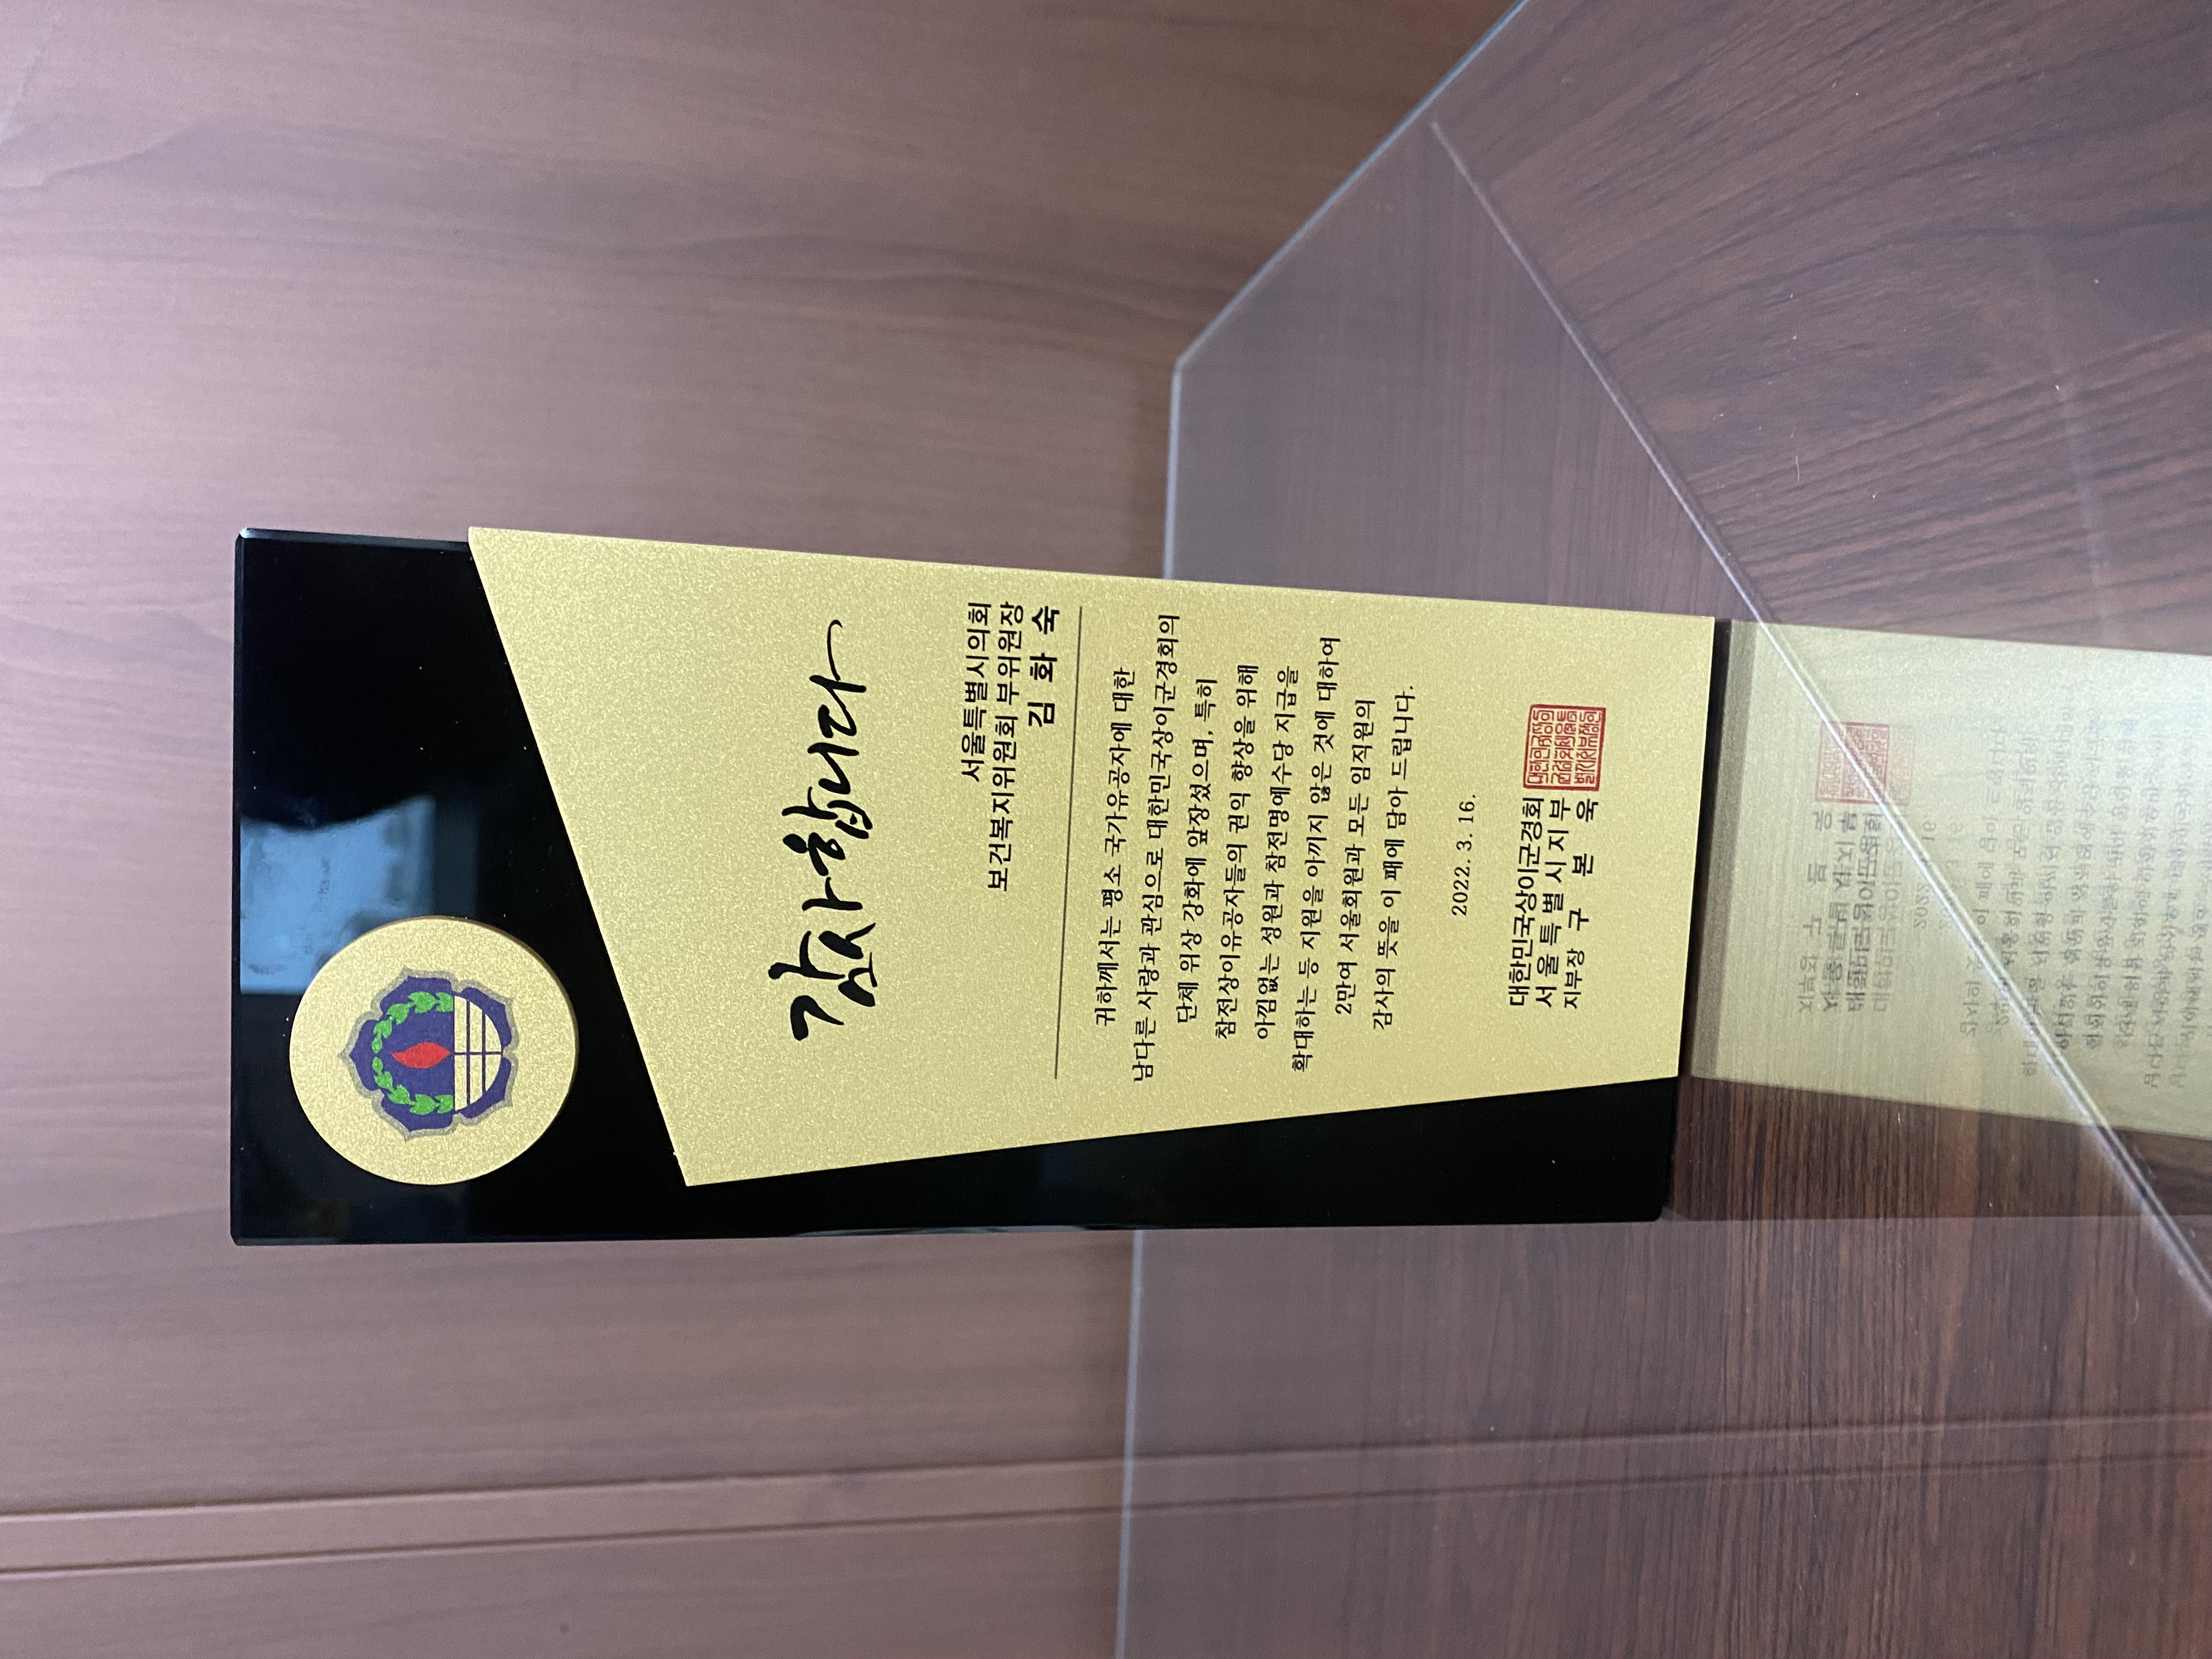 감사합니다
서울특별시의회
보건복지위원회 부위원장
김 화 숙
귀하께서는 평소 국가유공자에 대한
남다른 사랑과 관심으로 대한민국상이군경회의
단체 위상 강화에 앞장섰으며, 특히
참전상이유공자들의 권익 향상을 위해
아낌없는 성원과 참전명예수당 지급을
확대하는 등 지원을 아끼지 않은 것에 대하여
2만여 서울회원과 모든 임직원의
감사의 뜻을 이 패에 담아 드립니다.
2022. 3. 16.
대한민국상이군경회
서울특별시지부
지부장 구 본 욱